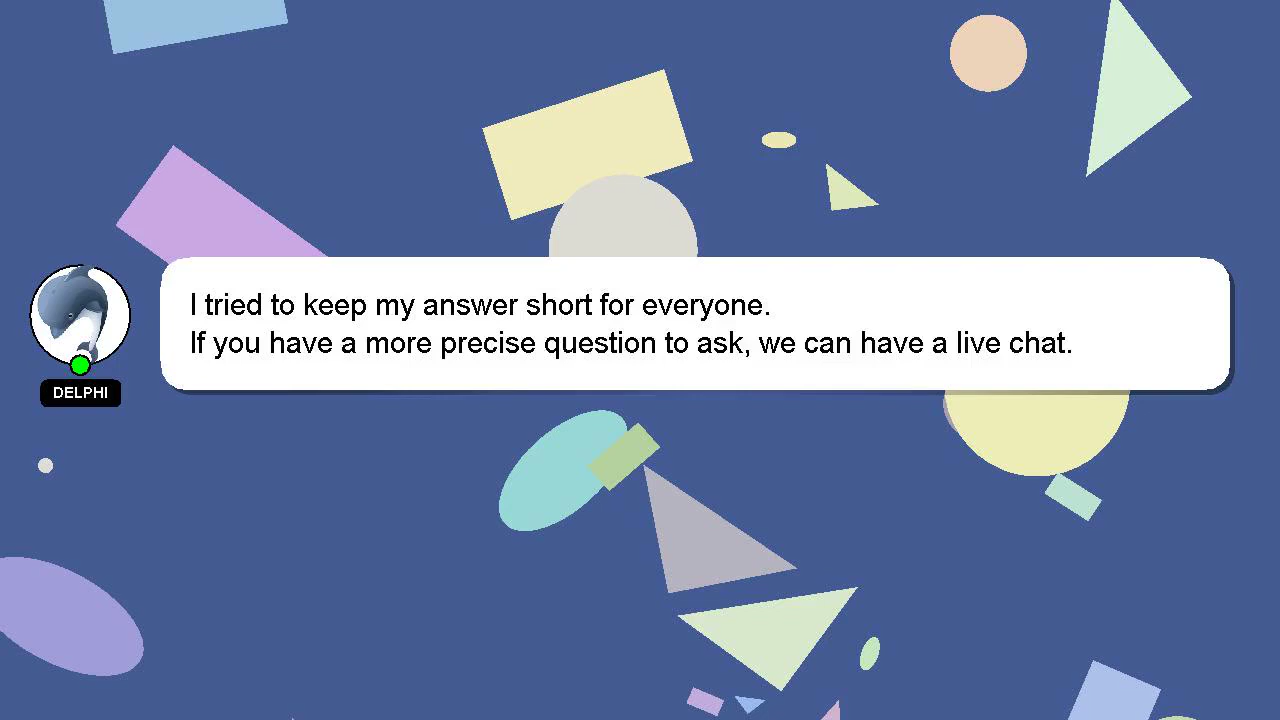 I tried to keep my answer short for everyone.
If you have a more precise question to ask, we can have a live chat.
DELPHI